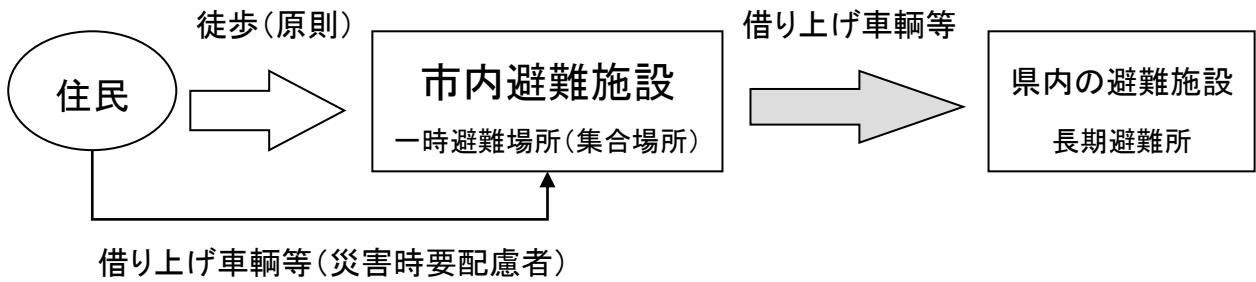 徒歩(原則)
借り上げ車輌等
住民
市内避難施設
一時避難場所(集合場所)
県内の避難施設
長期避難所
借り上げ車輌等(災害時要配慮者)